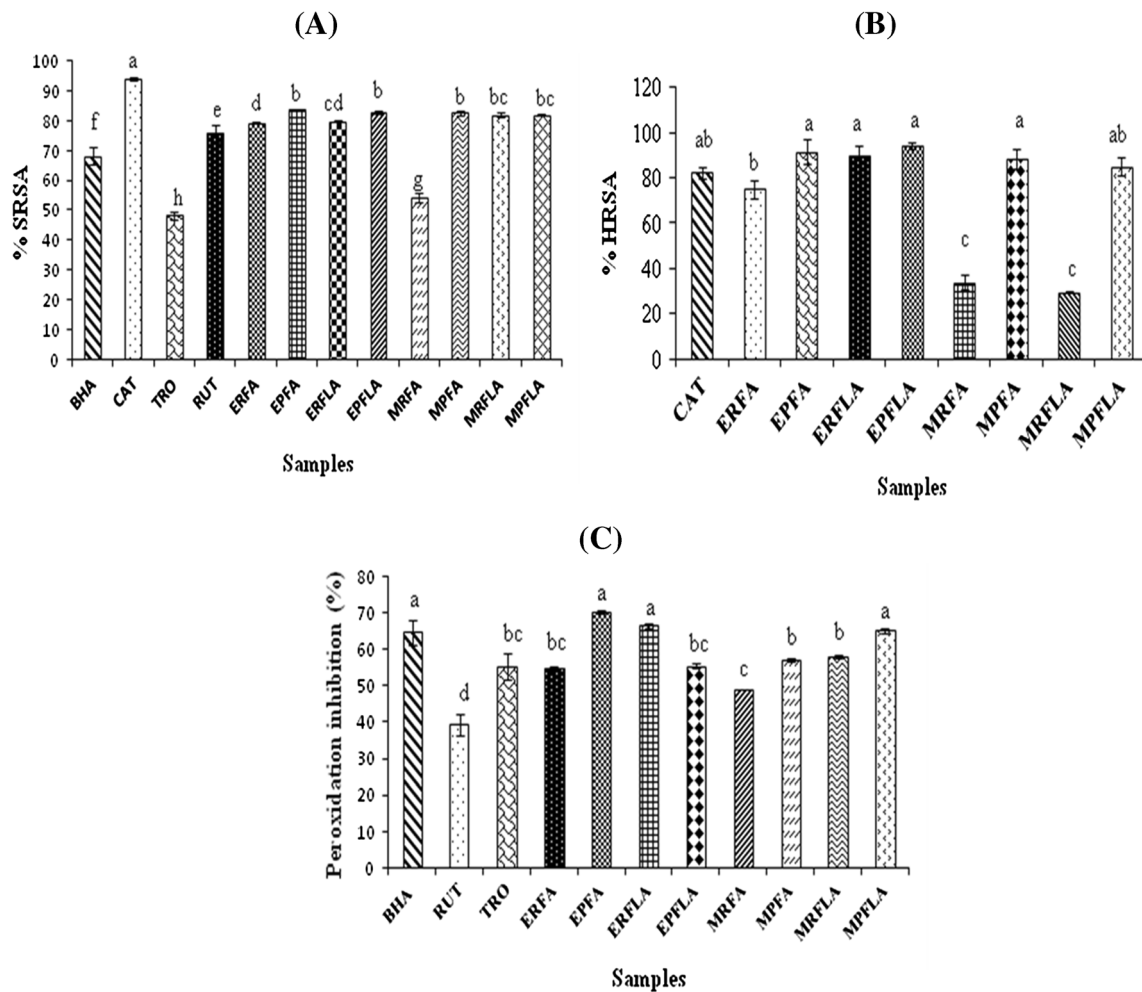 (A)
% SRSA
100
90
80
70
60
50
40
30
20
10
0
f a h e d b cd b g b bc bc
BHA CAT TRO RUT ERFA EPFA ERFLA EPFLA MRFA MPFA MRFLA MPFLA
Samples
(B)
% HRSA
120
100
80
60
40
20
0
ab b a a a c a c ab
CAT ERFA EPFA ERFLA EPFLA MRFA MPFA MRFLA MPFLA
Samples
(C)
Peroxidation inhibition (%)
80
70
60
50
40
30
20
10
0
a d bc bc a a bc c b b a
BHA RUT TRO ERFA EPFA ERFLA EPFLA MRFA MPFA MRFLA MPFLA
Samples